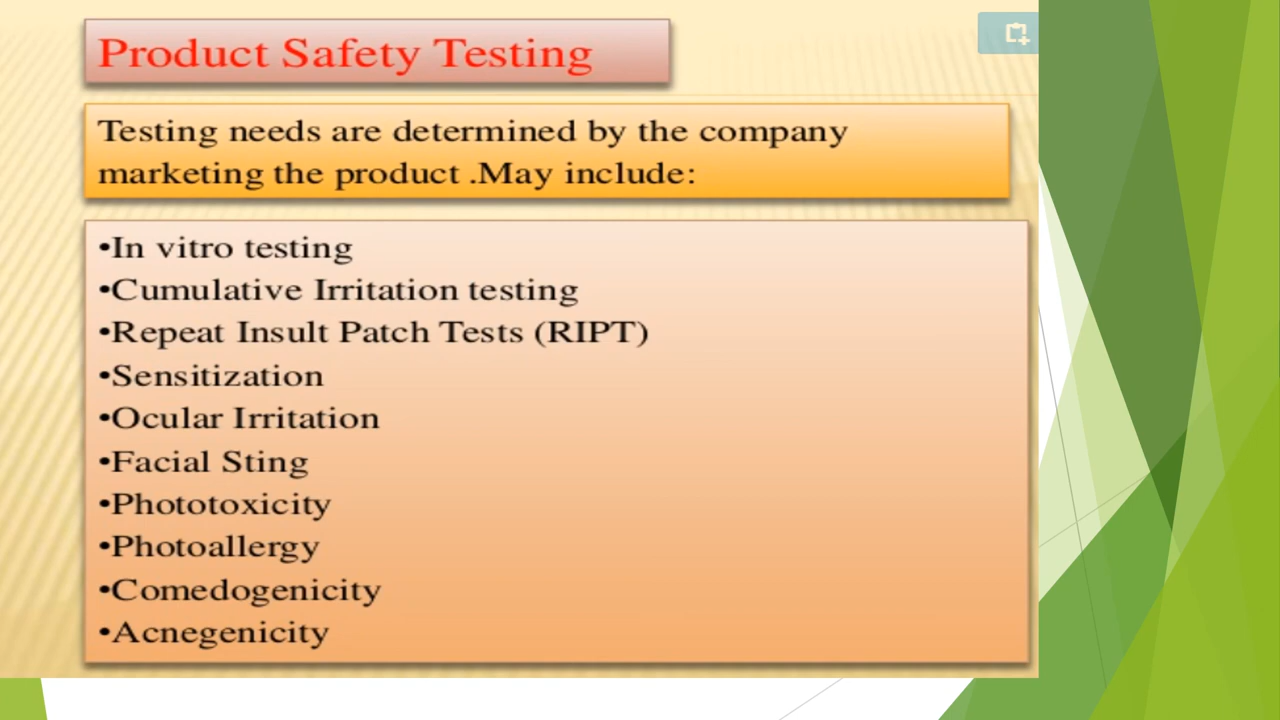 Product Safety Testing
Testing needs are determined by the company
marketing the product .May include:
•In vitro testing
•Cumulative Irritation testing
•Repeat Insult Patch Tests (RIPT)
•Sensitization
•Ocular Irritation
•Facial Sting
•Phototoxicity
•Photoallergy
•Comedogenicity
•Acnegenicity